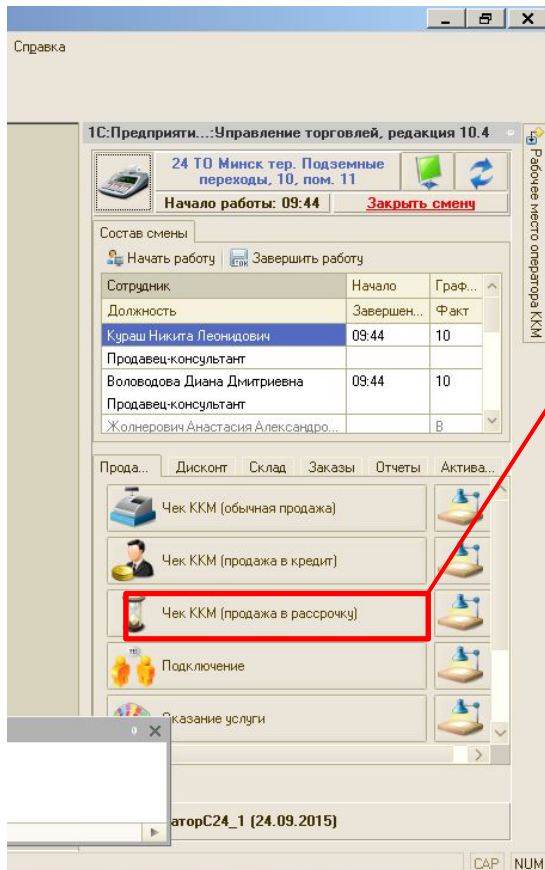 Справка
1С:Предприяти...:Управление торговлей, редакция 10.4
24 ТО Минск тер. Подземные
переходы, 10, пом. 11
Начало работы: 09:44 Закрыть смену
Рабочее место оператора ККМ
Состав смены
Начать работу Завершить работу
Сотрудник Начало Граф...
Должность Завершен... Факт
Кураш Никита Леонидович 09:44 10
Продавец-консультант
Воловодова Диана Дмитриевна 09:44 10
Продавец-консультант
Жолнерович Анастасия Алексадро... В
Прода... Дисконт Склад Заказы Отчеты Актива...
Чек ККМ (обычная продажа)
Чек ККМ (продажа в кредит)
Чек ККМ (продажа в рассрочку)
Подключение
Оказание услуги
аторС24_1 (24.09.2015)
CAP NUM